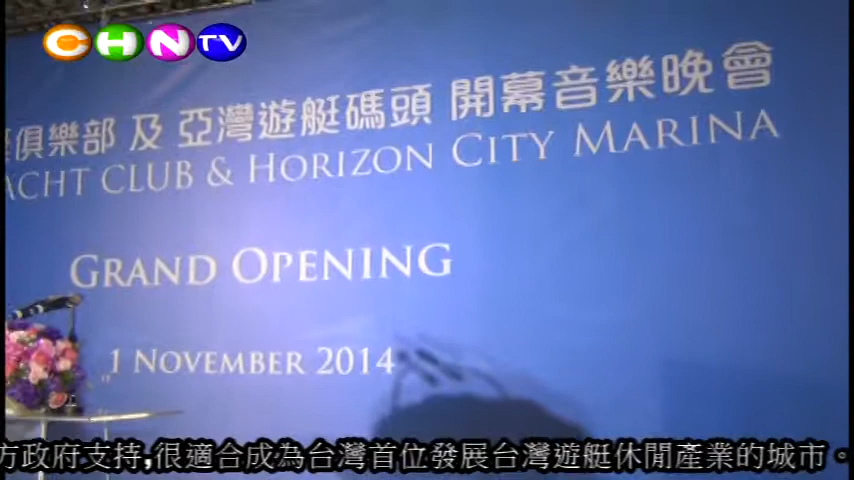 CHNTV
俱樂部 及 亞灣遊艇碼頭 開幕音樂晚會
ACHT CLUB & HORIZON CITY MARINA
GRAND OPENING
1 NOVEMBER 2014
方政府支持,很適合成為台灣首位發展台灣遊艇休閒產業的城市。